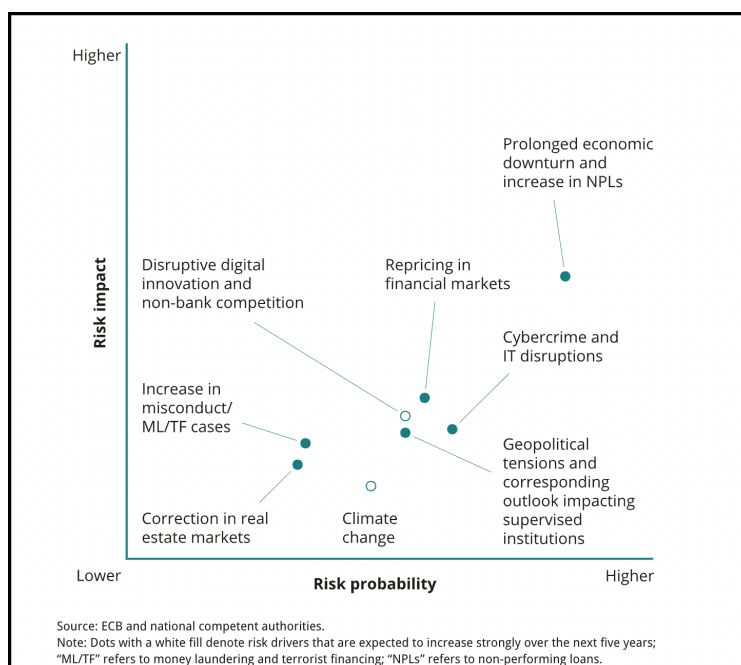 Higher
Prolonged economic
downturn and
increase in NPLs
Disruptive digital
innovation and
non-bank competition
Repricing in
financial markets
Risk impact
Cybercrime and
IT disruptions
Increase in
misconduct/
ML/TF cases
Geopolitical
tensions and
corresponding
outlook impacting
supervised
institutions
Correction in real
estate markets
Climate
change
Lower
Risk probability
Higher
Source: ECB and national competent authorities.
Note: Dots with a white fill denote risk drivers that are expected to increase strongly over the next five years;
“ML/TF” refers to money laundering and terrorist financing; “NPLs” refers to non-performing loans.